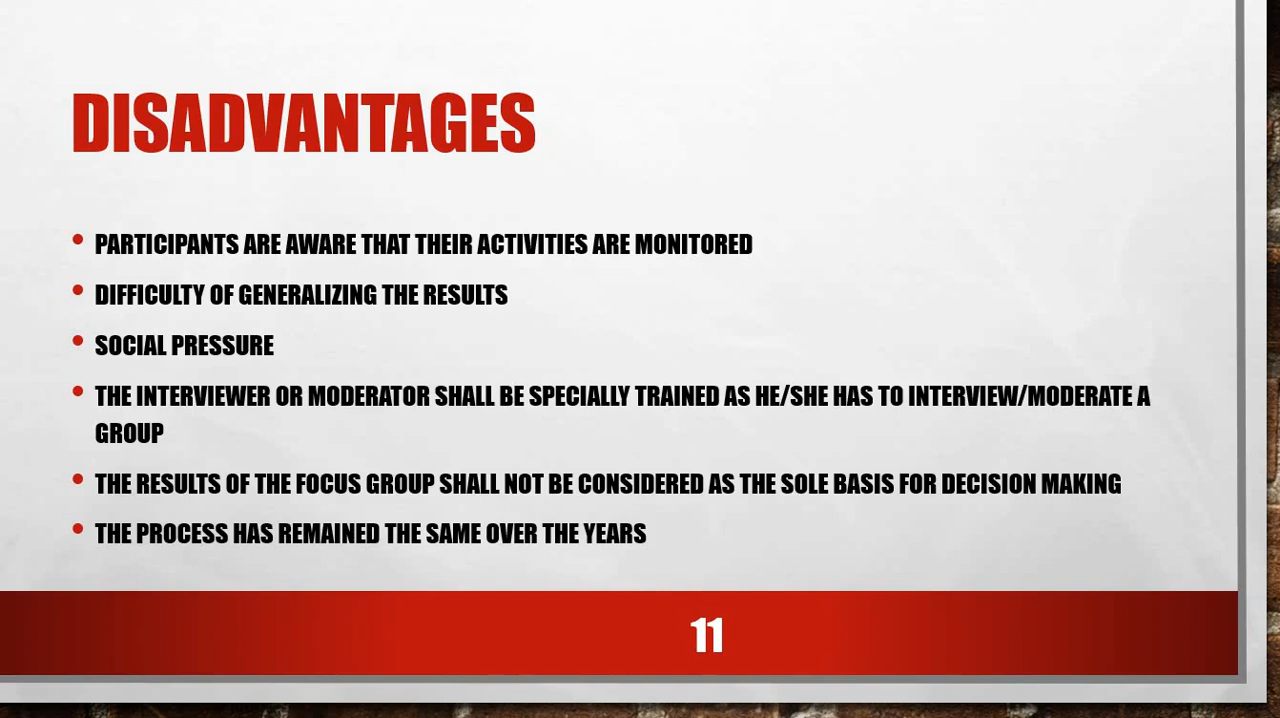 DISADVANTAGES
• PARTICIPANTS ARE AWARE THAT THEIR ACTIVITIES ARE MONITORED
• DIFFICULTY OF GENERALIZING THE RESULTS
• SOCIAL PRESSURE
• THE INTERVIEWER OR MODERATOR SHALL BE SPECIALLY TRAINED AS HE/SHE HAS TO INTERVIEW/MODERATE A
GROUP
• THE RESULTS OF THE FOCUS GROUP SHALL NOT BE CONSIDERED AS THE SOLE BASIS FOR DECISION MAKING
• THE PROCESS HAS REMAINED THE SAME OVER THE YEARS
11